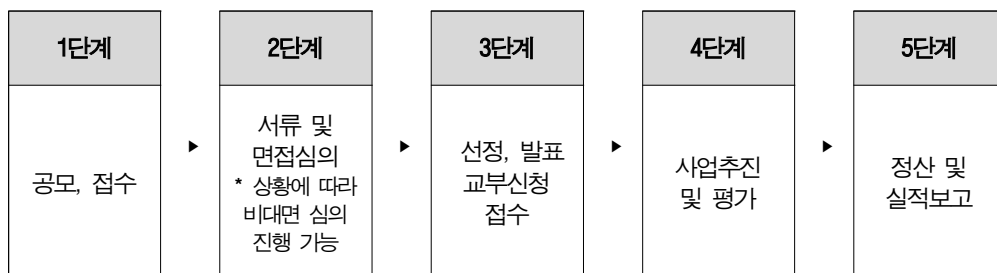 1단계
공모, 접수
▶
2단계
서류 및
면접심의
* 상황에 따라
비대면 심의
진행 가능
▶
3단계
선정, 발표
교부신청
접수
▶
4단계
사업추진
및 평가
▶
5단계
정산 및
실적보고